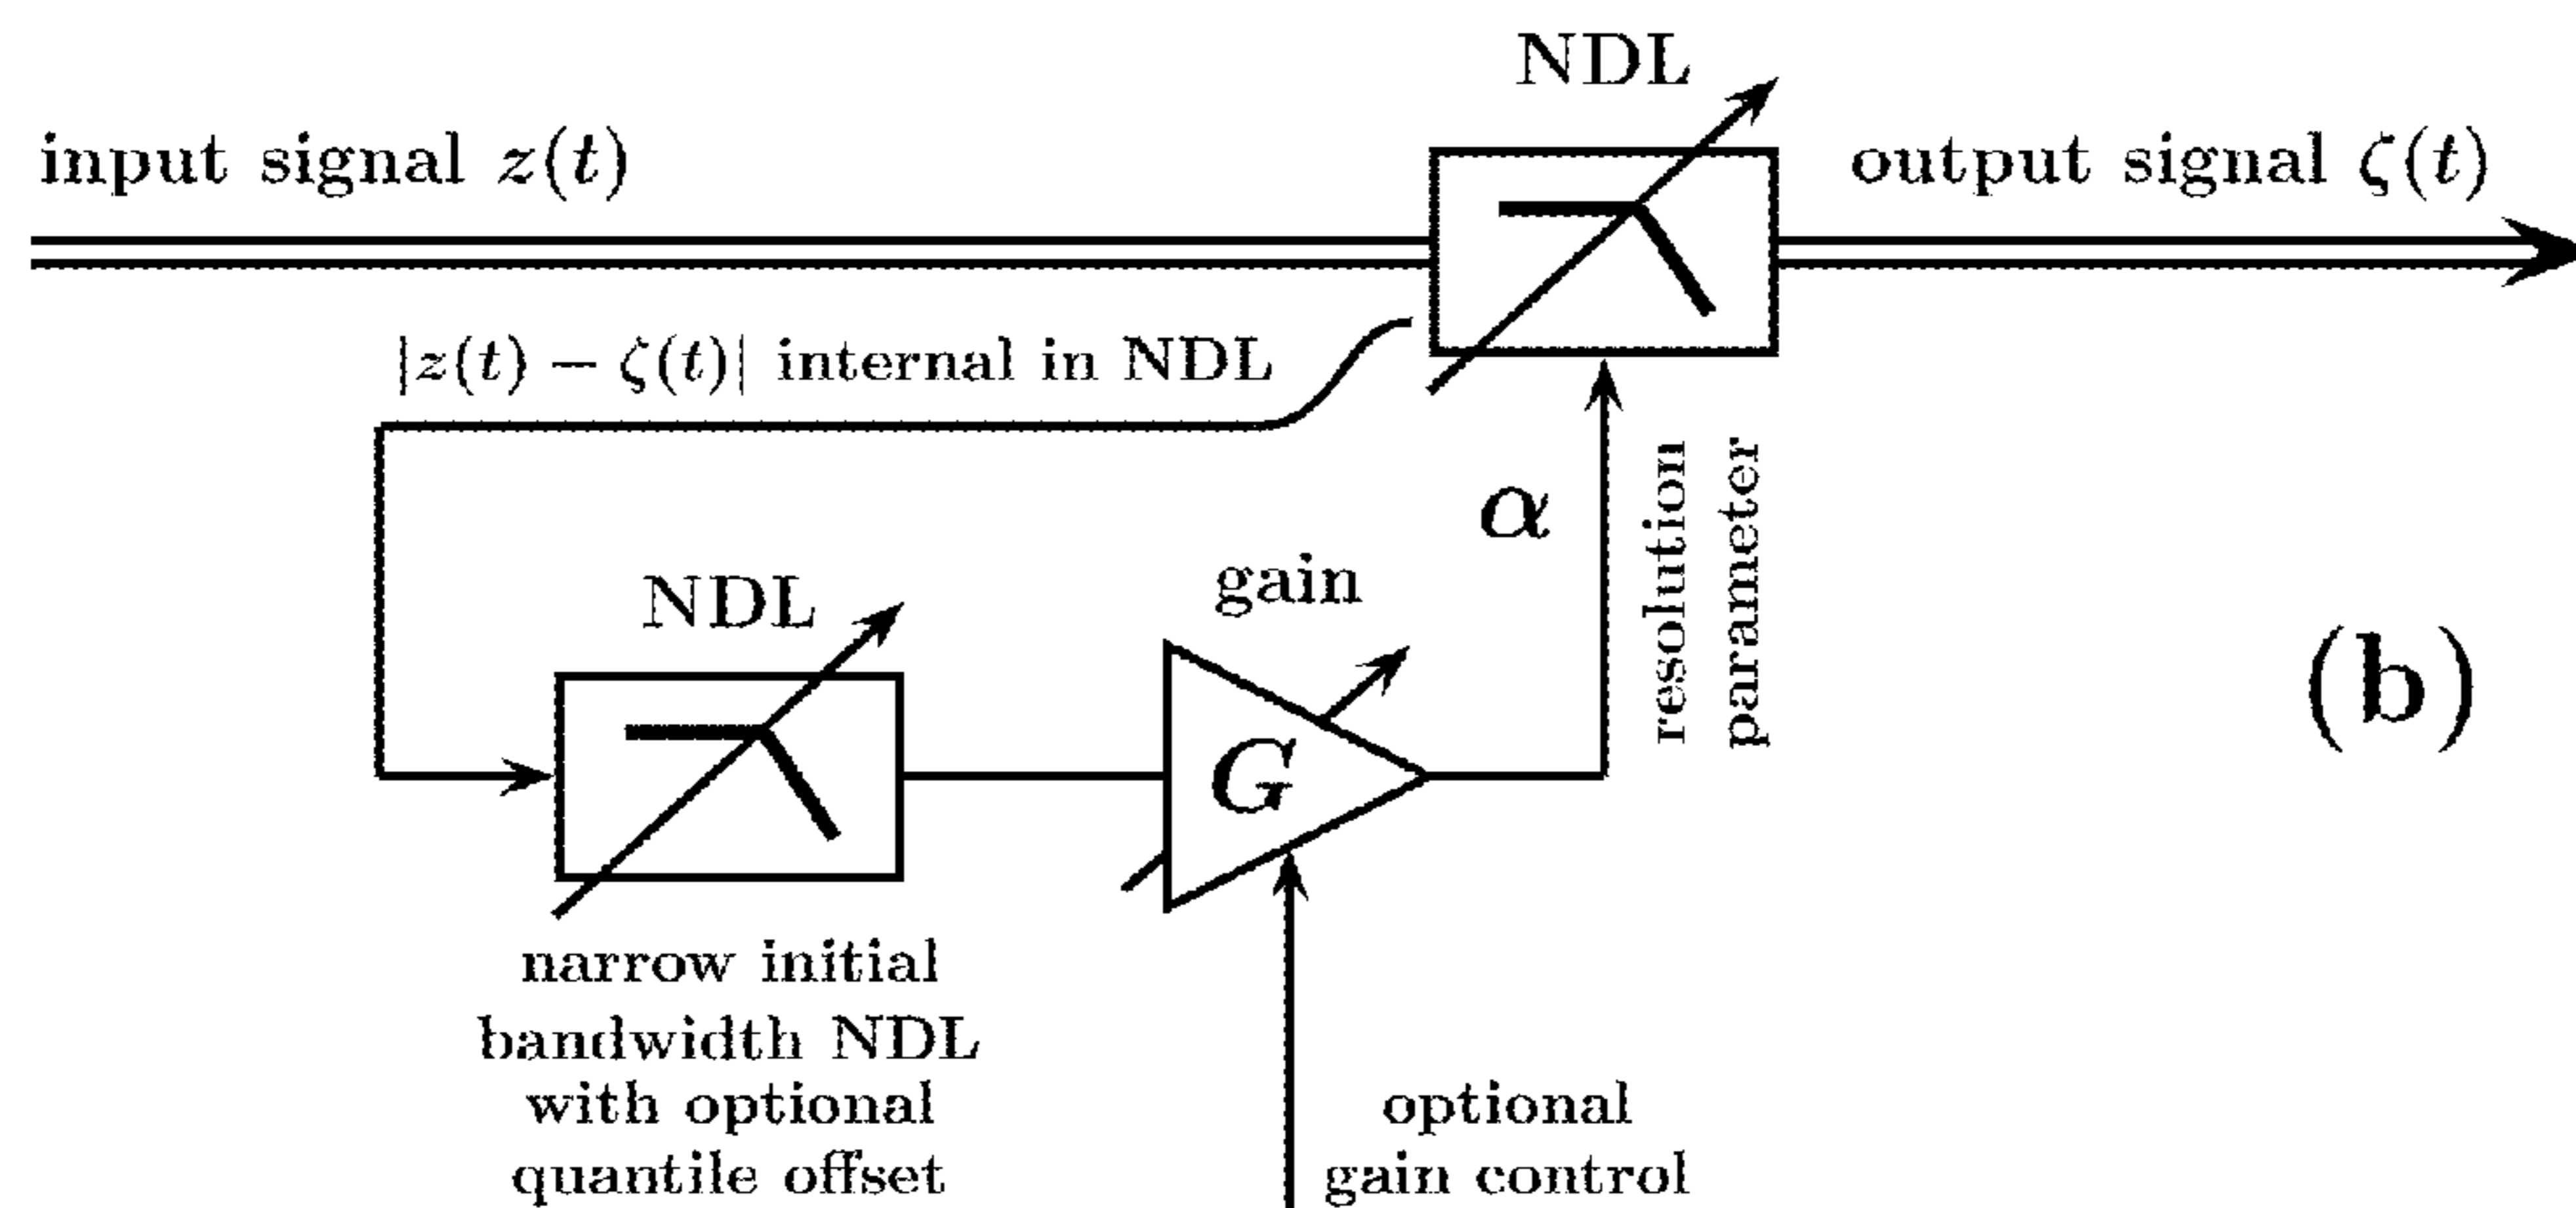 NDL
input signal z(t)
output signal ζ(t)
|z(t) − ζ(t)| internal in NDL
α
resolution
parameter
gain
NDL
G
(b)
narrow initial
bandwidth NDL
with optional
quantile offset
optional
gain control